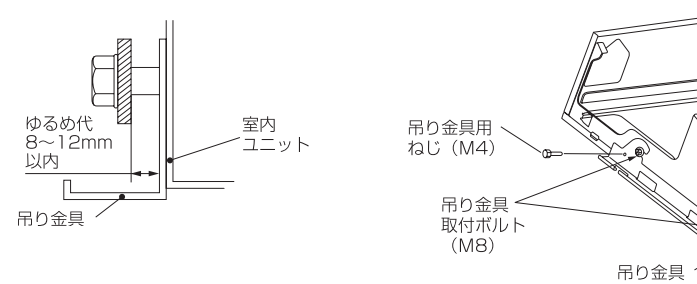 ゆるめ代
8～12mm
以内
室内
ユニット
吊り金具
吊り金具用
ねじ（M4）
吊り金具
取付ボルト
（M8）
吊り金具